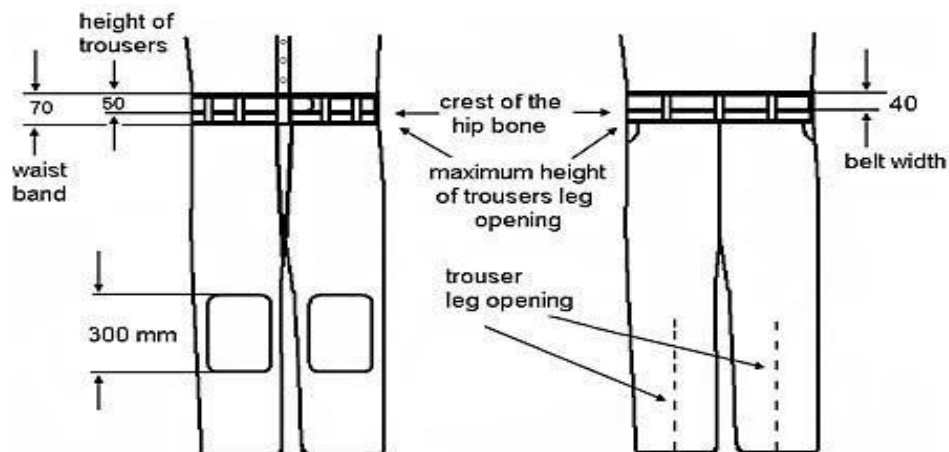 height of
trousers
70
50
waist
band
300 mm
crest of the
hip bone
maximum height
of trousers leg
opening
trouser
leg opening
40
belt width